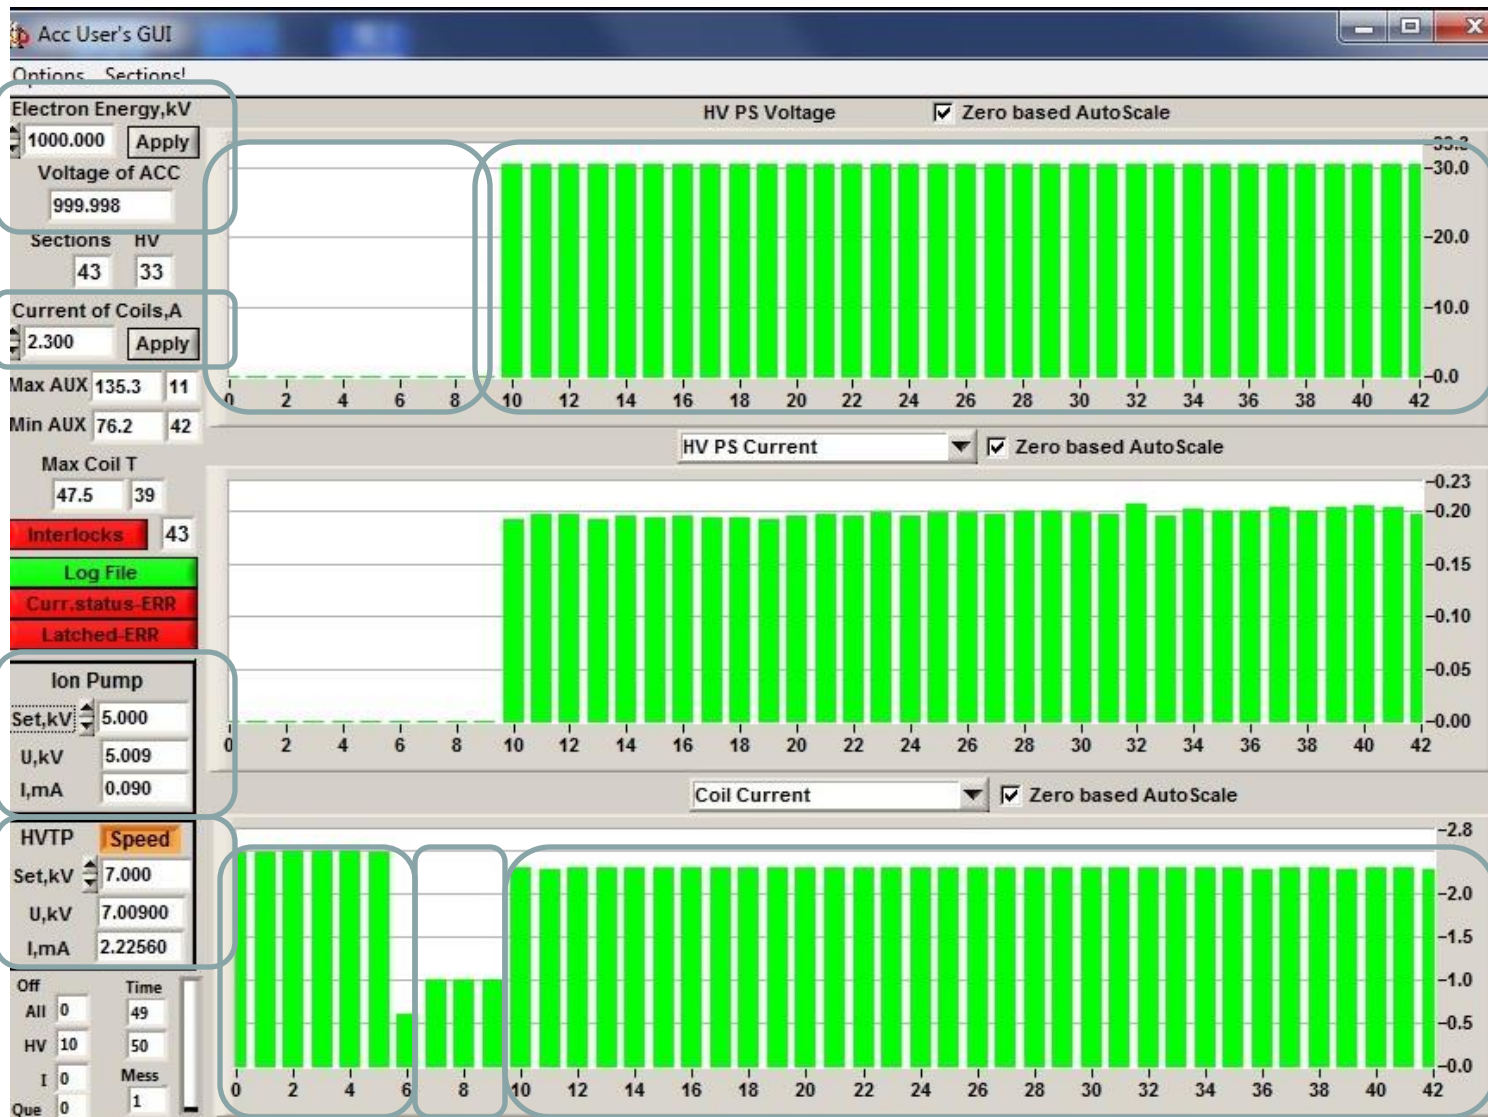 Acc User's GUI
Options Sections!
Electron Energy,kV
1000.000 Apply
Voltage of ACC
999.998
Sections HV
43 33
Current of Coils,A
2.300 Apply
Max AUX 135.3 11
Min AUX 76.2 42
Max Coil T
47.5 39
Interlocks 43
Log File
Curr.status-ERR
Latched-ERR
Ion Pump
Set,kV 5.000
U,kV 5.009
I,mA 0.090
HVTP Speed
Set,kV 7.000
U,kV 7.00900
I,mA 2.22560
Off Time
All 0 49
HV 10 50
I 0 Mess
Que 0 1
HV PS Voltage Zero based AutoScale
33.3
30.0
20.0
10.0
0.0
0 2 4 6 8 10 12 14 16 18 20 22 24 26 28 30 32 34 36 38 40 42
HV PS Current Zero based AutoScale
0.23
0.20
0.15
0.10
0.05
0.00
0 2 4 6 8 10 12 14 16 18 20 22 24 26 28 30 32 34 36 38 40 42
Coil Current Zero based AutoScale
2.8
2.0
1.5
1.0
0.5
0.0
0 2 4 6 8 10 12 14 16 18 20 22 24 26 28 30 32 34 36 38 40 42